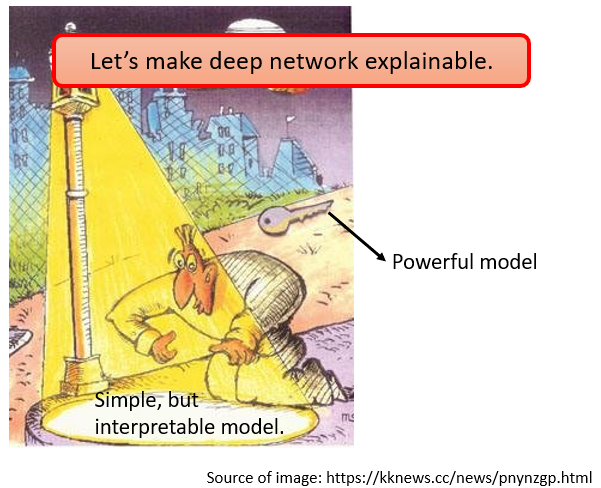 Let's make deep network explainable.
Powerful model
Simple, but
interpretable model.
Source of image: https://kknews.cc/news/pnynzgp.html